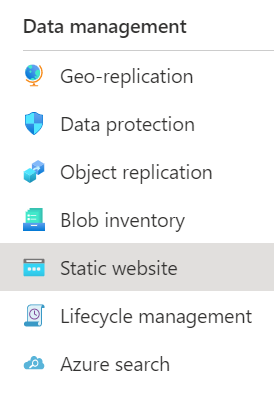 Data management
Geo-replication
Data protection
Object replication
Blob inventory
Static website
Lifecycle management
Azure search